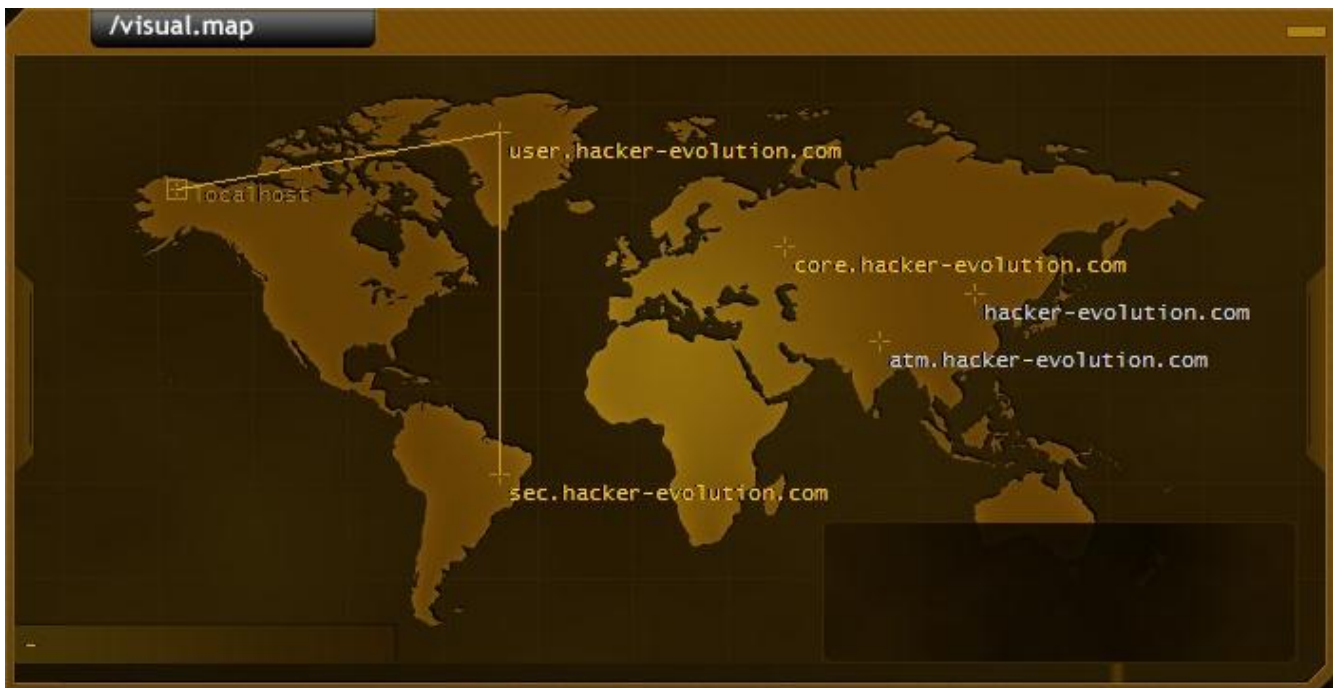 /visual.map
user.hacker-evolution.com
localhost
core.hacker-evolution.com
hacker-evolution.com
atm.hacker-evolution.com
sec.hacker-evolution.com
-